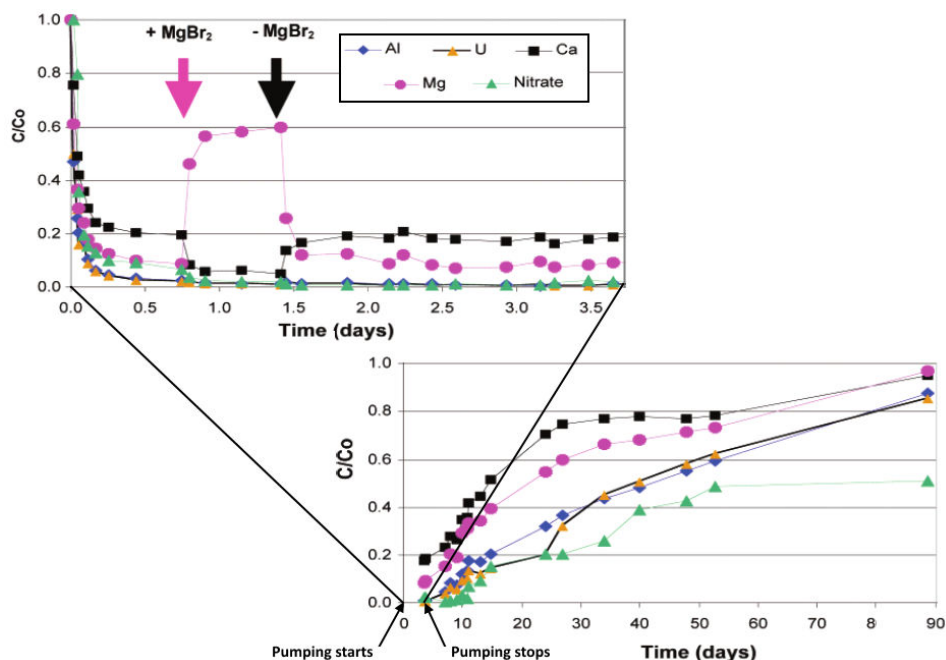 + MgBr₂ - MgBr₂
Al U Ca
Mg Nitrate
C/Co
1.0
0.8
0.6
0.4
0.2
0.0
0.0 0.5 1.0 1.5 2.0 2.5 3.0 3.5
Time (days)
C/Co
1.0
0.8
0.6
0.4
0.2
0.0
0 10 20 30 40 50 60 70 80 90
Pumping starts Pumping stops Time (days)